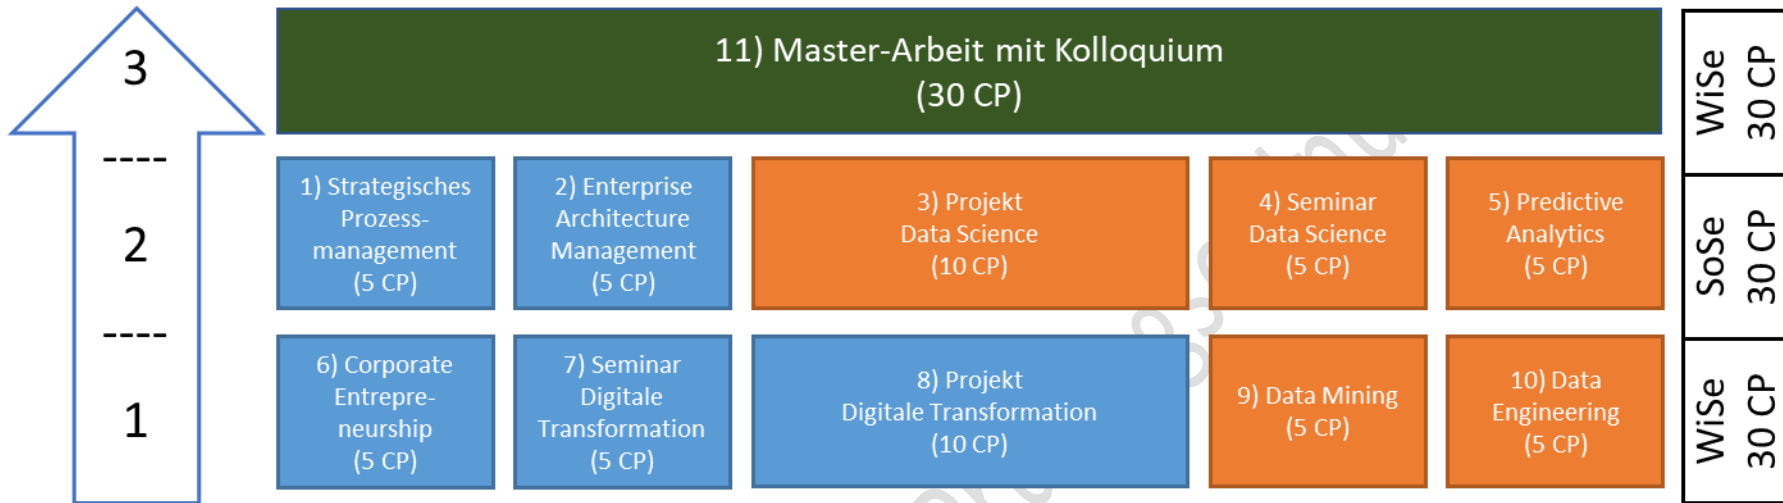 3
11) Master-Arbeit mit Kolloquium
(30 CP)
WiSe
30 CP
----
2
1) Strategisches
Prozess-
management
(5 CP)
2) Enterprise
Architecture
Management
(5 CP)
3) Projekt
Data Science
(10 CP)
4) Seminar
Data Science
(5 CP)
5) Predictive
Analytics
(5 CP)
SoSe
30 CP
----
1
6) Corporate
Entrepre-
neurship
(5 CP)
7) Seminar
Digitale
Transformation
(5 CP)
8) Projekt
Digitale Transformation
(10 CP)
9) Data Mining
(5 CP)
10) Data
Engineering
(5 CP)
WiSe
30 CP